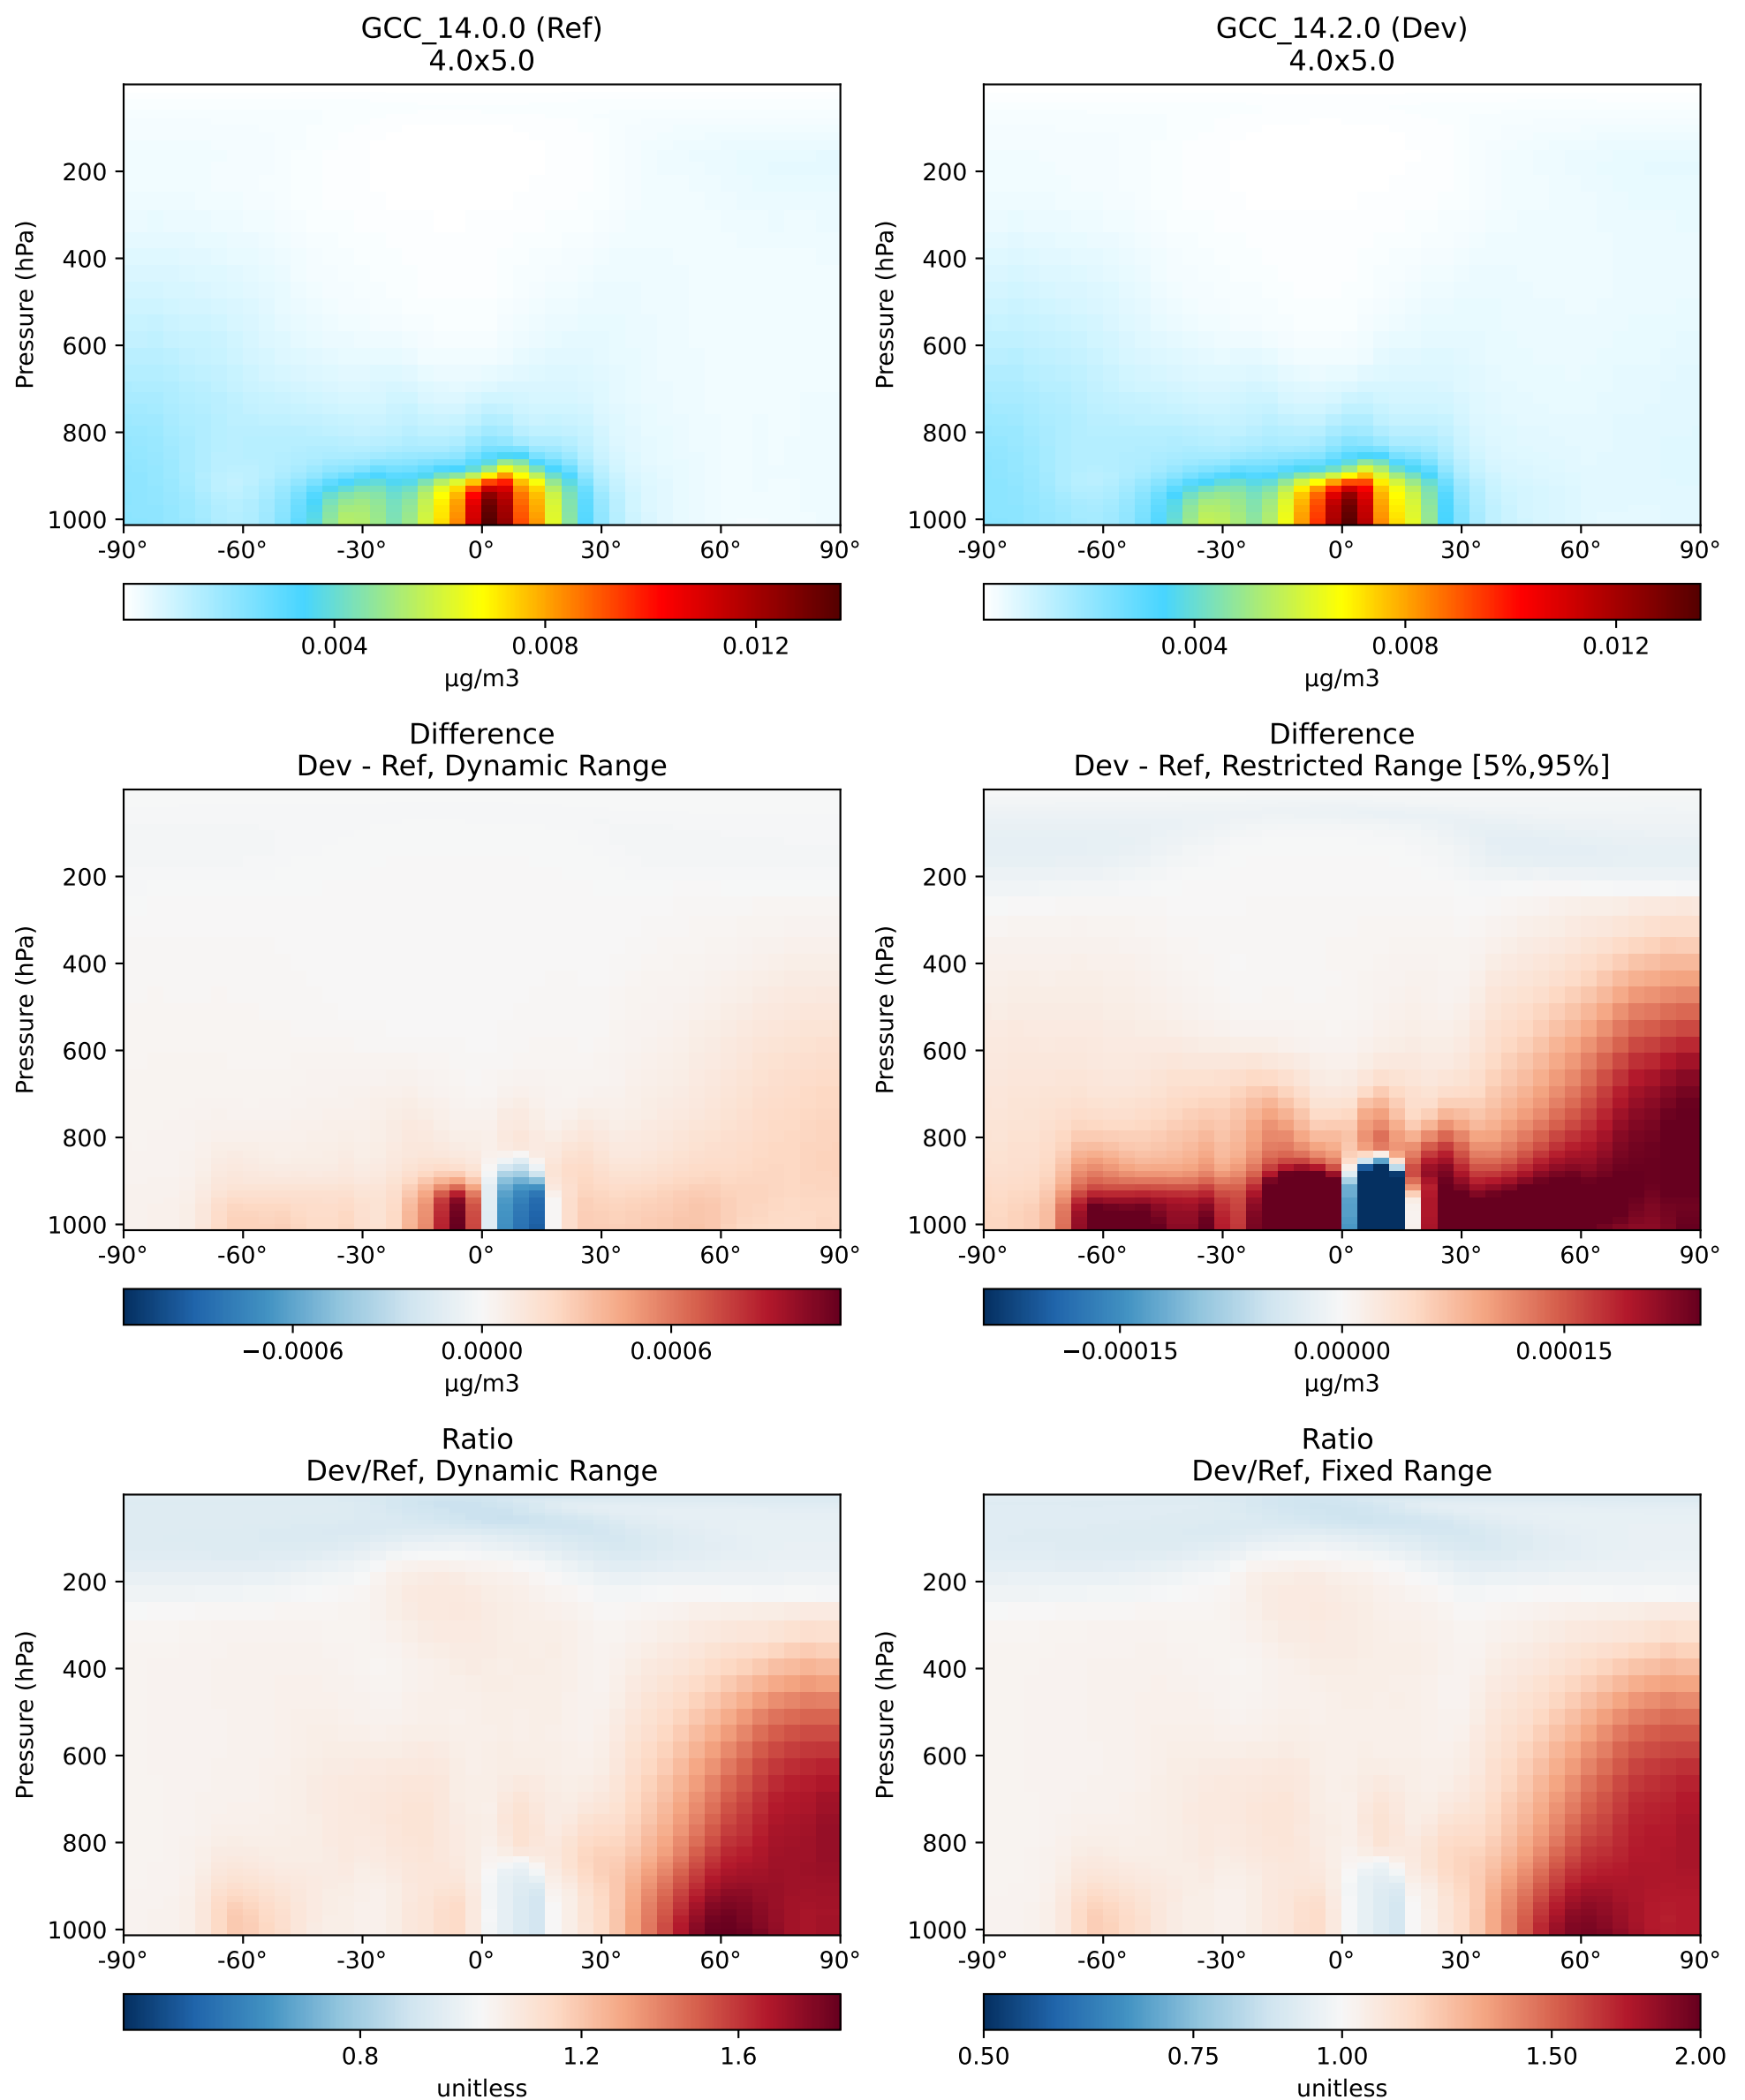 GCC_14.0.0 (Ref)
4.0x5.0
Pressure (hPa)
200
400
600
800
1000
-90° -60° -30° 0° 30° 60° 90°
0.004 0.008 0.012
µg/m3
GCC_14.2.0 (Dev)
4.0x5.0
Pressure (hPa)
200
400
600
800
1000
-90° -60° -30° 0° 30° 60° 90°
0.004 0.008 0.012
µg/m3
Difference
Dev - Ref, Dynamic Range
Pressure (hPa)
200
400
600
800
1000
-90° -60° -30° 0° 30° 60° 90°
−0.0006 0.0000 0.0006
µg/m3
Difference
Dev - Ref, Restricted Range [5%,95%]
Pressure (hPa)
200
400
600
800
1000
-90° -60° -30° 0° 30° 60° 90°
−0.00015 0.00000 0.00015
µg/m3
Ratio
Dev/Ref, Dynamic Range
Pressure (hPa)
200
400
600
800
1000
-90° -60° -30° 0° 30° 60° 90°
0.8 1.2 1.6
unitless
Ratio
Dev/Ref, Fixed Range
Pressure (hPa)
200
400
600
800
1000
-90° -60° -30° 0° 30° 60° 90°
0.50 0.75 1.00 1.50 2.00
unitless